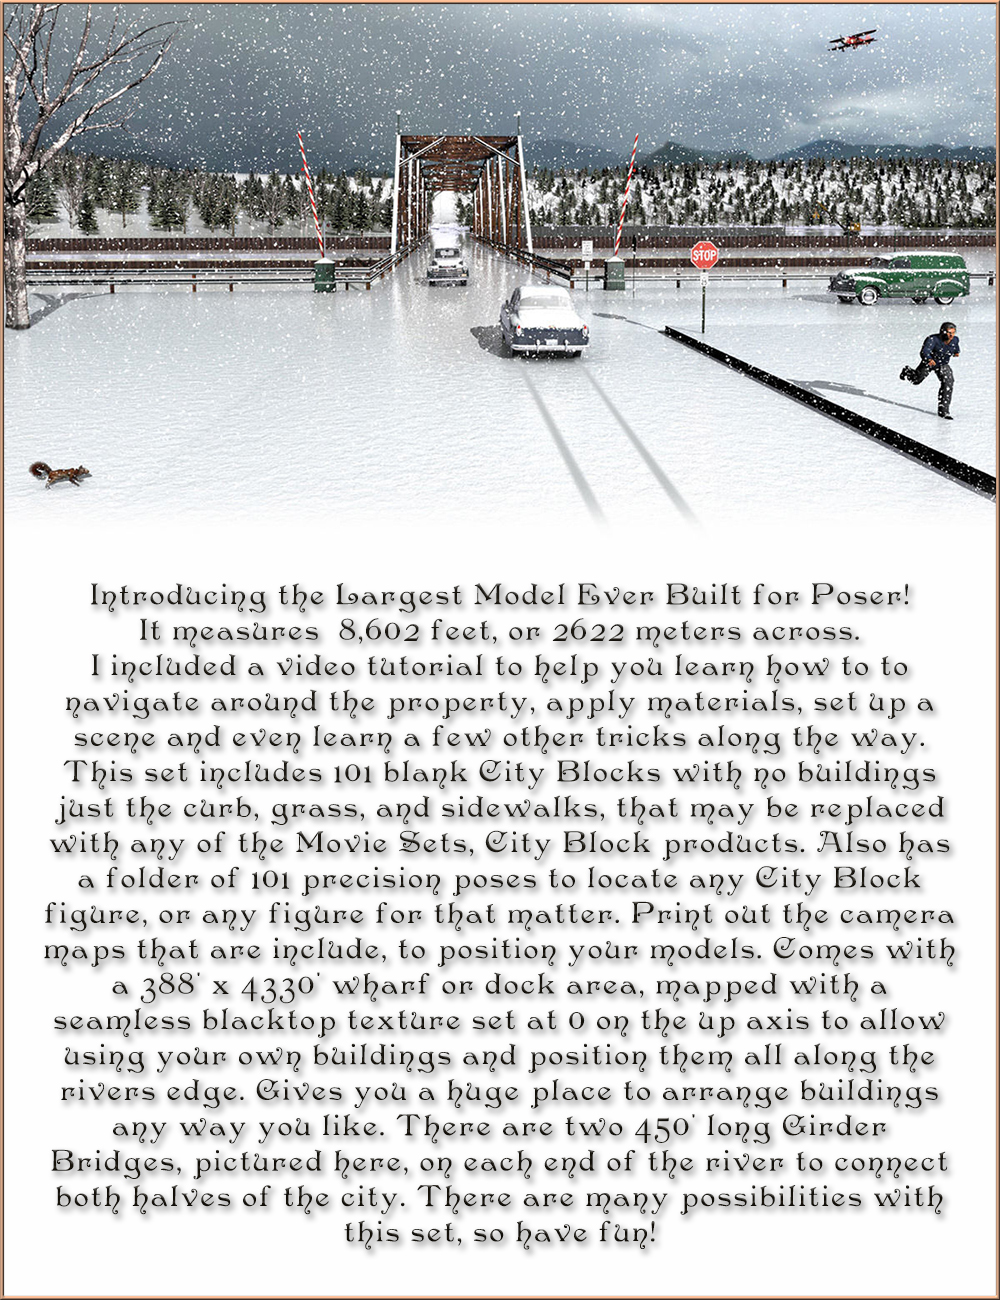 STOP
Introducing the Largest Model Ever Built for Poser!
It measures 8,602 feet, or 2622 meters across.
I included a video tutorial to help you learn how to to
navigate around the property, apply materials, set up a
scene and even learn a few other tricks along the way.
This set includes 101 blank City Blocks with no buildings
just the curb, grass, and sidewalks, that may be replaced
with any of the Movie Sets, City Block products. Also has
a folder of 101 precision poses to locate any City Block
figure, or any figure for that matter. Print out the camera
maps that are include, to position your models. Comes with
a 388' x 4330' wharf or dock area, mapped with a
seamless blacktop texture set at 0 on the up axis to allow
using your own buildings and position them all along the
rivers edge. Gives you a huge place to arrange buildings
any way you like. There are two 450' long Girder
Bridges, pictured here, on each end of the river to connect
both halves of the city. There are many possibilities with
this set, so have fun!